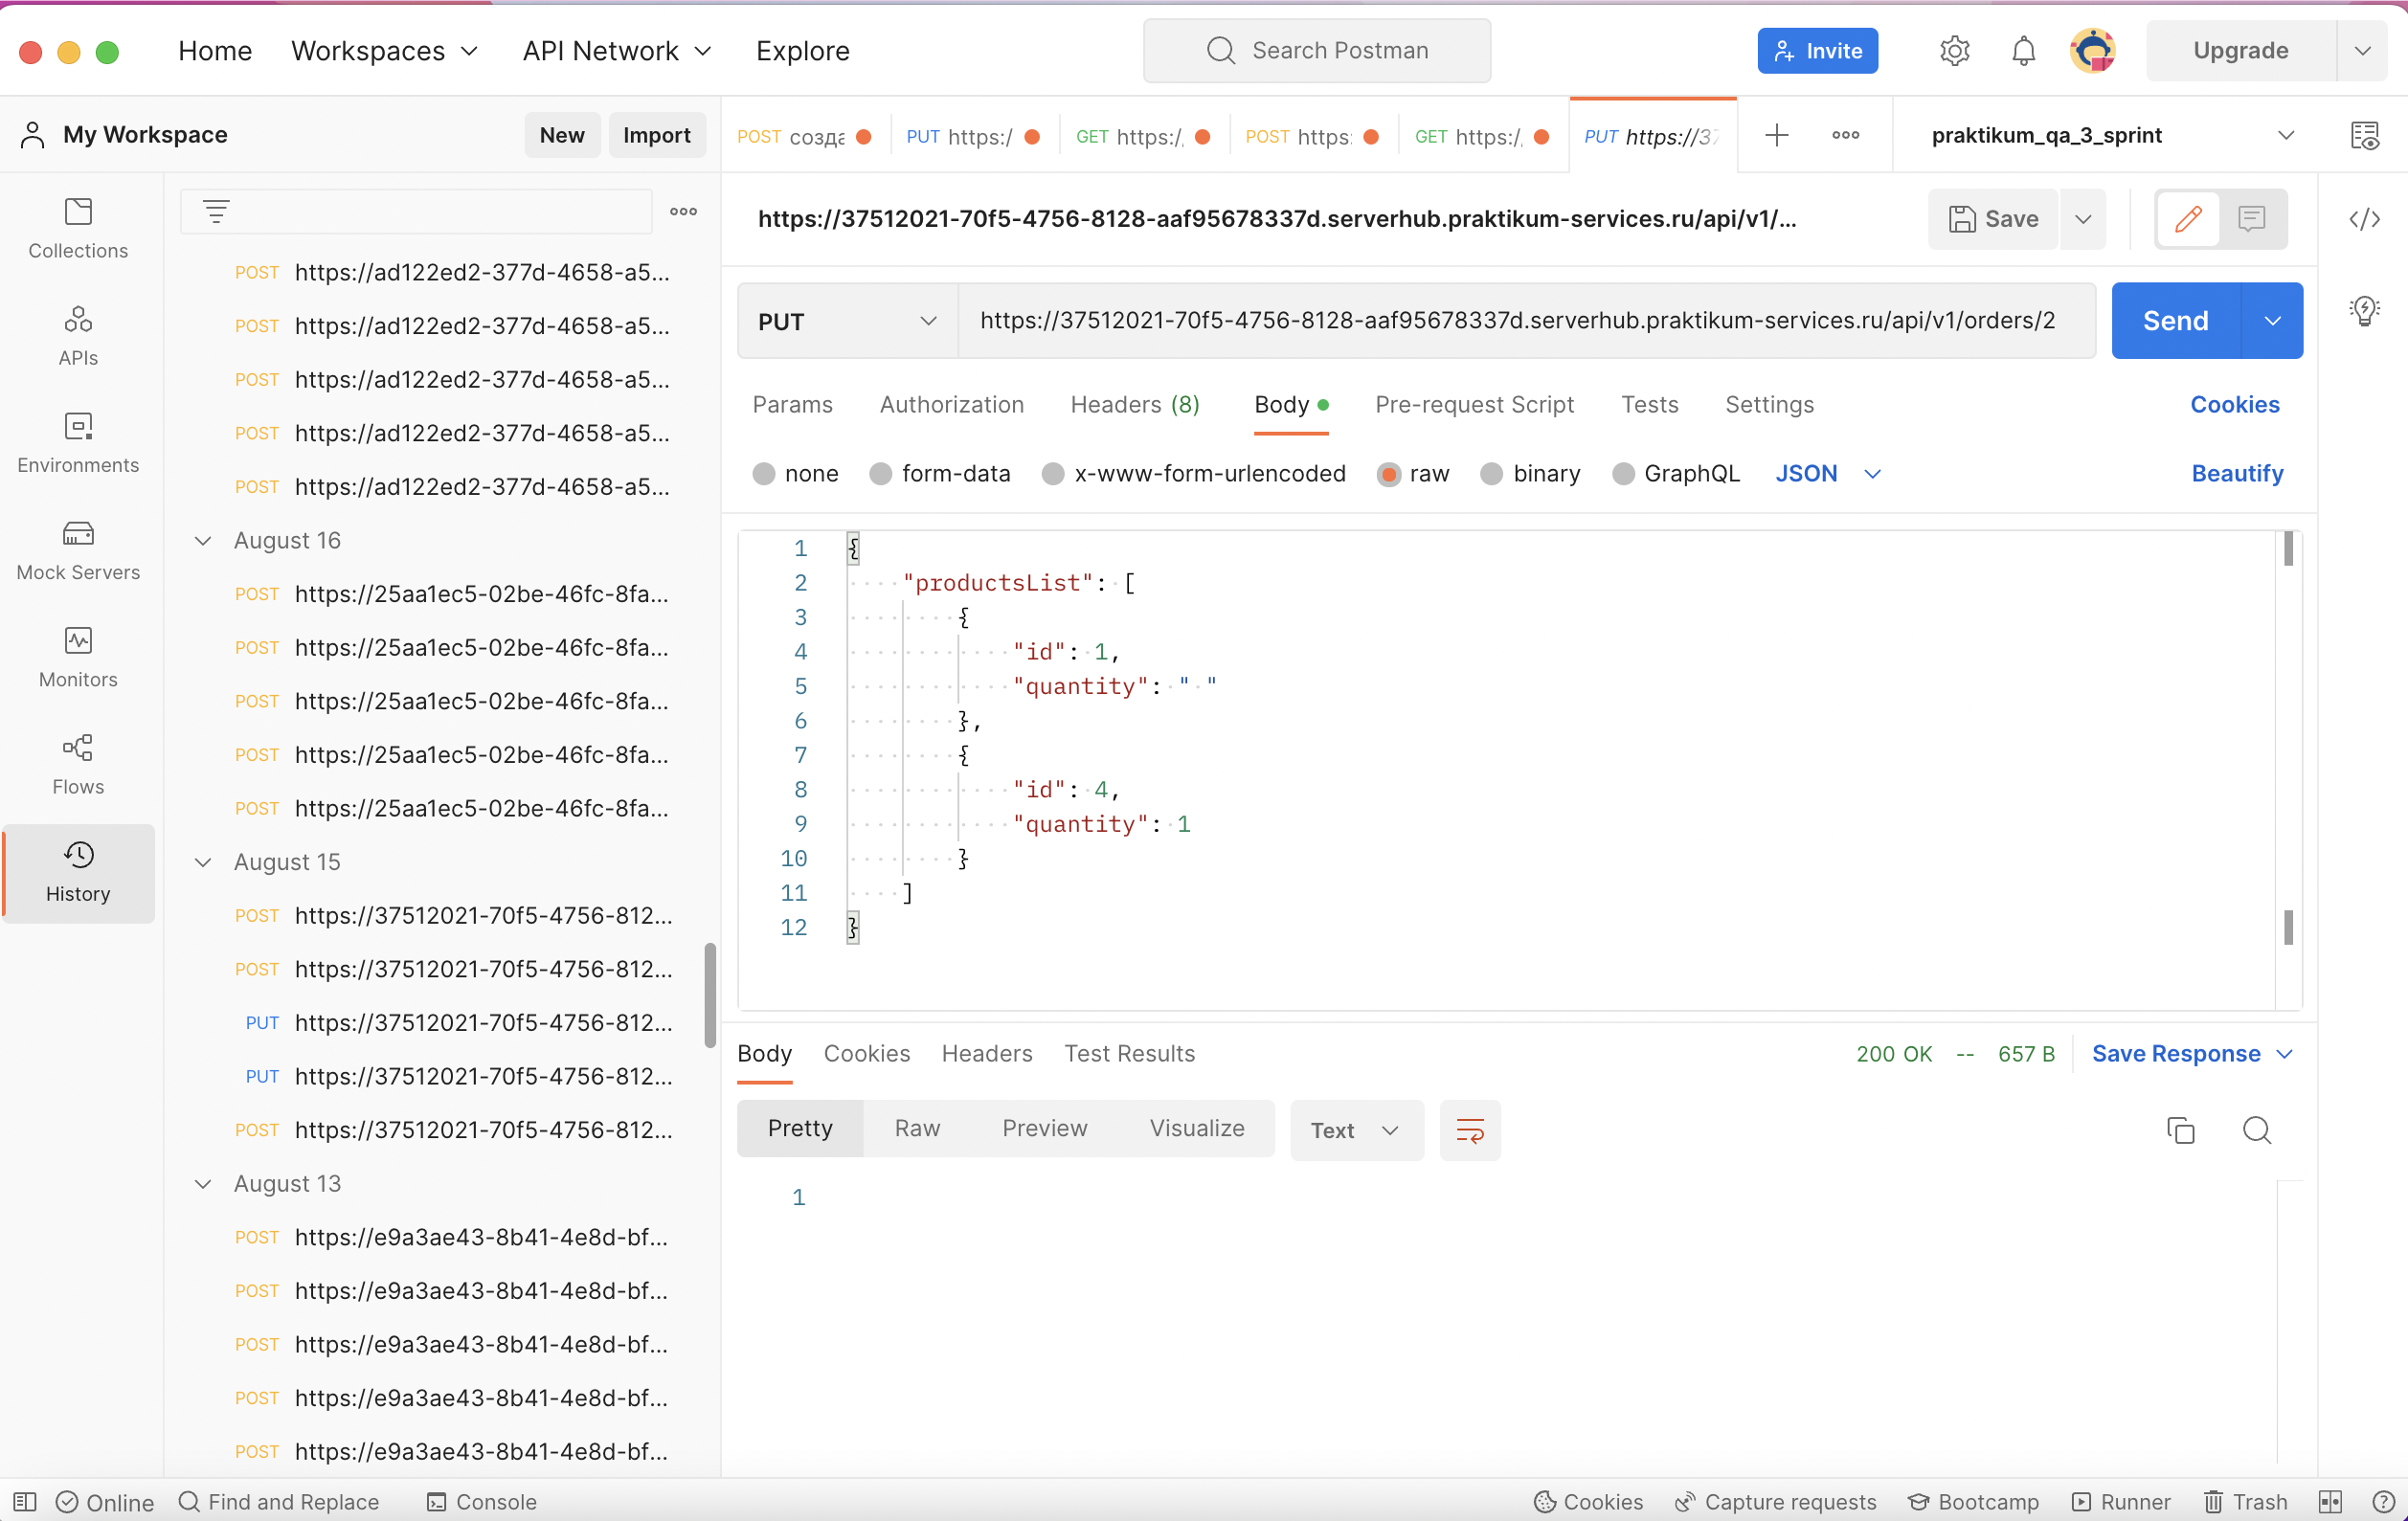 Home Workspaces API Network Explore Search Postman Invite Upgrade
My Workspace New Import
POST созда PUT https:/ GET https:/, POST https: GET https:/, PUT https://37 praktikum_qa_3_sprint
Collections
APIs
Environments
Mock Servers
Monitors
Flows
History
POST https://ad122ed2-377d-4658-a5...
POST https://ad122ed2-377d-4658-a5...
POST https://ad122ed2-377d-4658-a5...
POST https://ad122ed2-377d-4658-a5...
POST https://ad122ed2-377d-4658-a5...
August 16
POST https://25aa1ec5-02be-46fc-8fa...
POST https://25aa1ec5-02be-46fc-8fa...
POST https://25aa1ec5-02be-46fc-8fa...
POST https://25aa1ec5-02be-46fc-8fa...
POST https://25aa1ec5-02be-46fc-8fa...
August 15
POST https://37512021-70f5-4756-812...
POST https://37512021-70f5-4756-812...
PUT https://37512021-70f5-4756-812...
PUT https://37512021-70f5-4756-812...
POST https://37512021-70f5-4756-812...
August 13
POST https://e9a3ae43-8b41-4e8d-bf...
POST https://e9a3ae43-8b41-4e8d-bf...
POST https://e9a3ae43-8b41-4e8d-bf...
POST https://e9a3ae43-8b41-4e8d-bf...
POST https://e9a3ae43-8b41-4e8d-bf...
https://37512021-70f5-4756-8128-aaf95678337d.serverhub.praktikum-services.ru/api/v1/... Save
PUT https://37512021-70f5-4756-8128-aaf95678337d.serverhub.praktikum-services.ru/api/v1/orders/2 Send
Params Authorization Headers (8) Body Pre-request Script Tests Settings Cookies
none form-data x-www-form-urlencoded raw binary GraphQL JSON Beautify
1 {
2 "productsList": [
3 {
4 "id": 1,
5 "quantity": " "
6 },
7 {
8 "id": 4,
9 "quantity": 1
10 }
11 ]
12 }
Body Cookies Headers Test Results 200 OK -- 657 B Save Response
Pretty Raw Preview Visualize Text
1
Online Find and Replace Console Cookies Capture requests Bootcamp Runner Trash